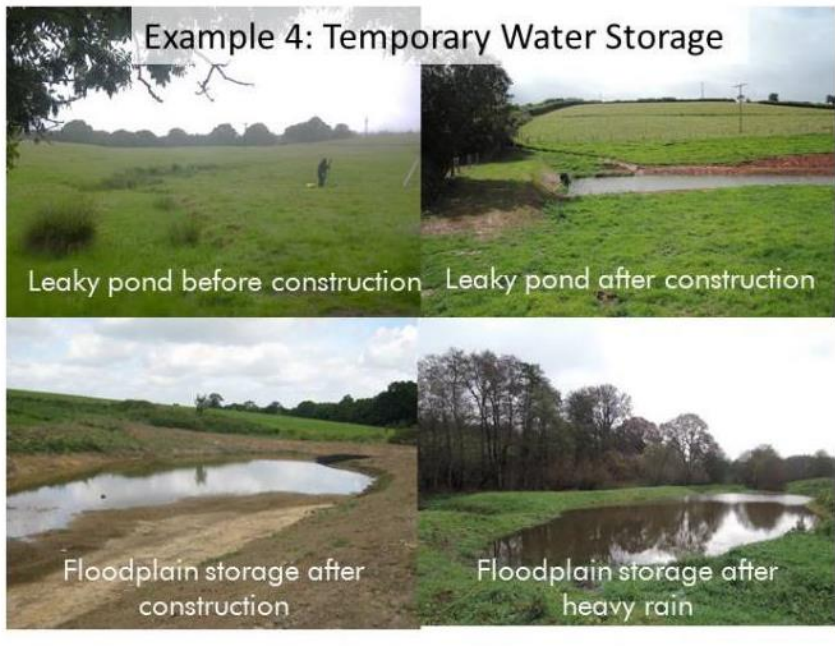 Example 4: Temporary Water Storage
Leaky pond before construction
Leaky pond after construction
Floodplain storage after
construction
Floodplain storage after
heavy rain